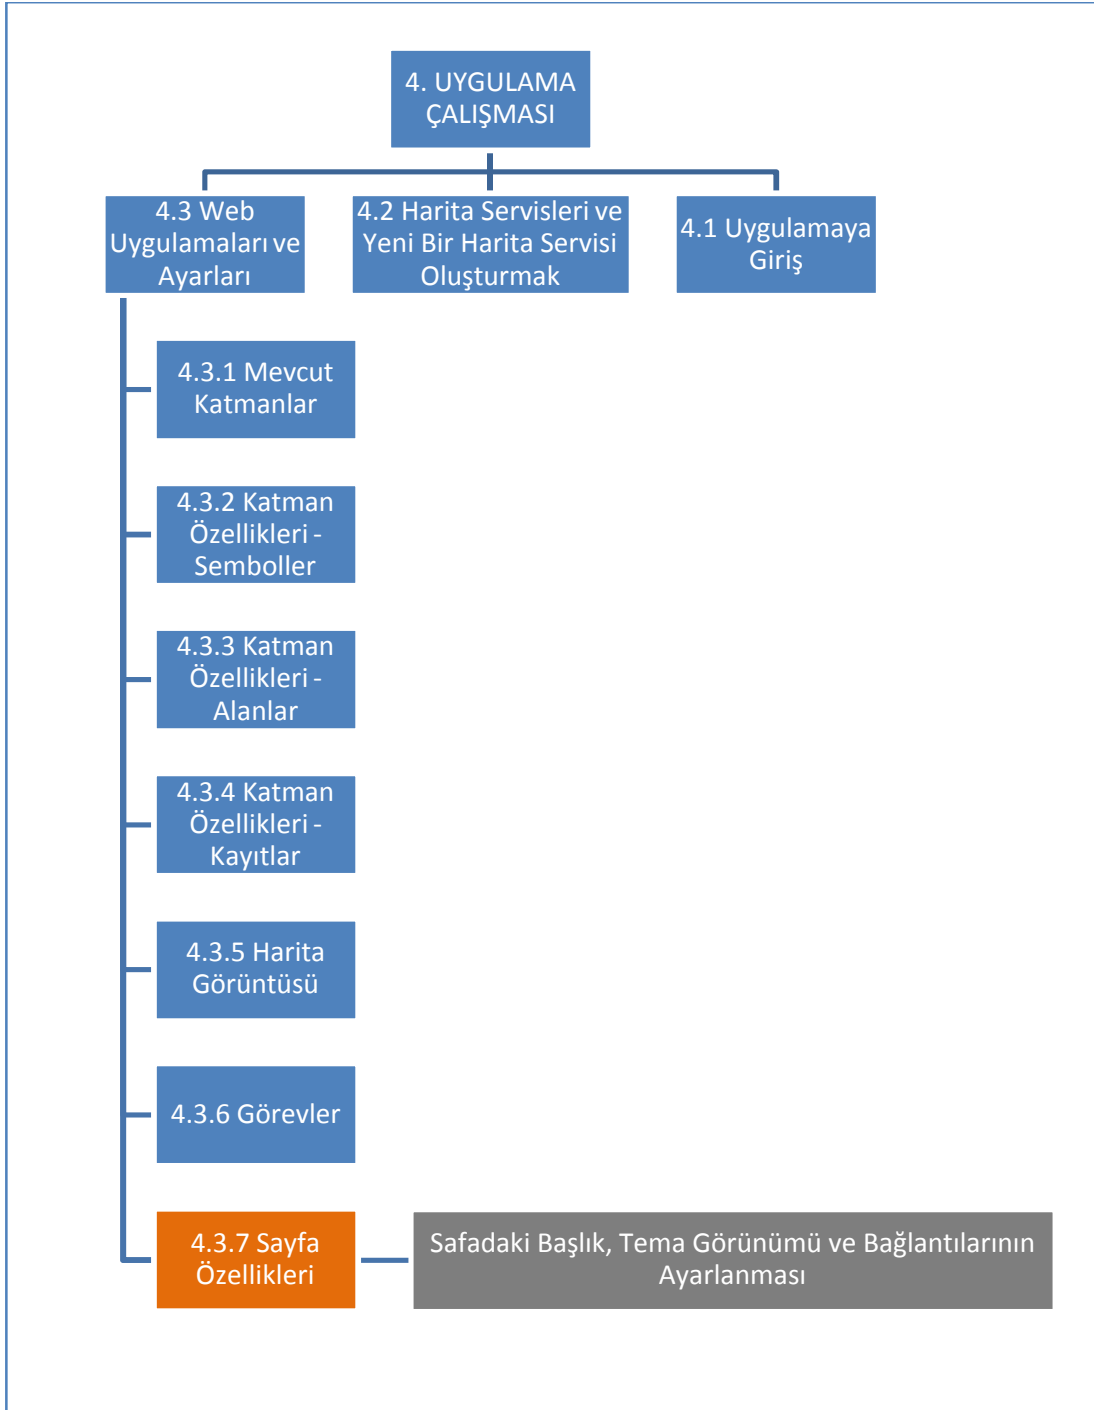 4. UYGULAMA
ÇALIŞMASI
4.3 Web
Uygulamaları ve
Ayarları
4.2 Harita Servisleri ve
Yeni Bir Harita Servisi
Oluşturmak
4.1 Uygulamaya
Giriş
4.3.1 Mevcut
Katmanlar
4.3.2 Katman
Özellikleri -
Semboller
4.3.3 Katman
Özellikleri -
Alanlar
4.3.4 Katman
Özellikleri -
Kayıtlar
4.3.5 Harita
Görüntüsü
4.3.6 Görevler
4.3.7 Sayfa
Özellikleri
Safadaki Başlık, Tema Görünümü ve Bağlantılarının
Ayarlanması